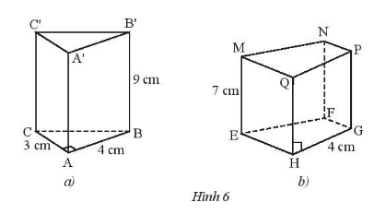 C' B'
A'
9 cm
C B
3 cm 4 cm
A
a)
N
M P
Q
7 cm
F
E G
4 cm
H
b)
Hình 6